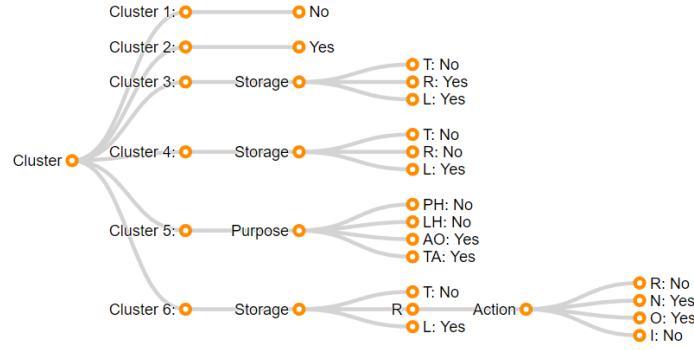 Cluster 1: No
Cluster 2: Yes
T: No
Cluster 3: Storage R: Yes
L: Yes
T: No
Cluster 4: Storage R: No
L: Yes
Cluster
PH: No
LH: No
Cluster 5: Purpose
AO: Yes
TA: Yes
R: No
T: No
N: Yes
Cluster 6: Storage R Action
O: Yes
L: Yes
I: No